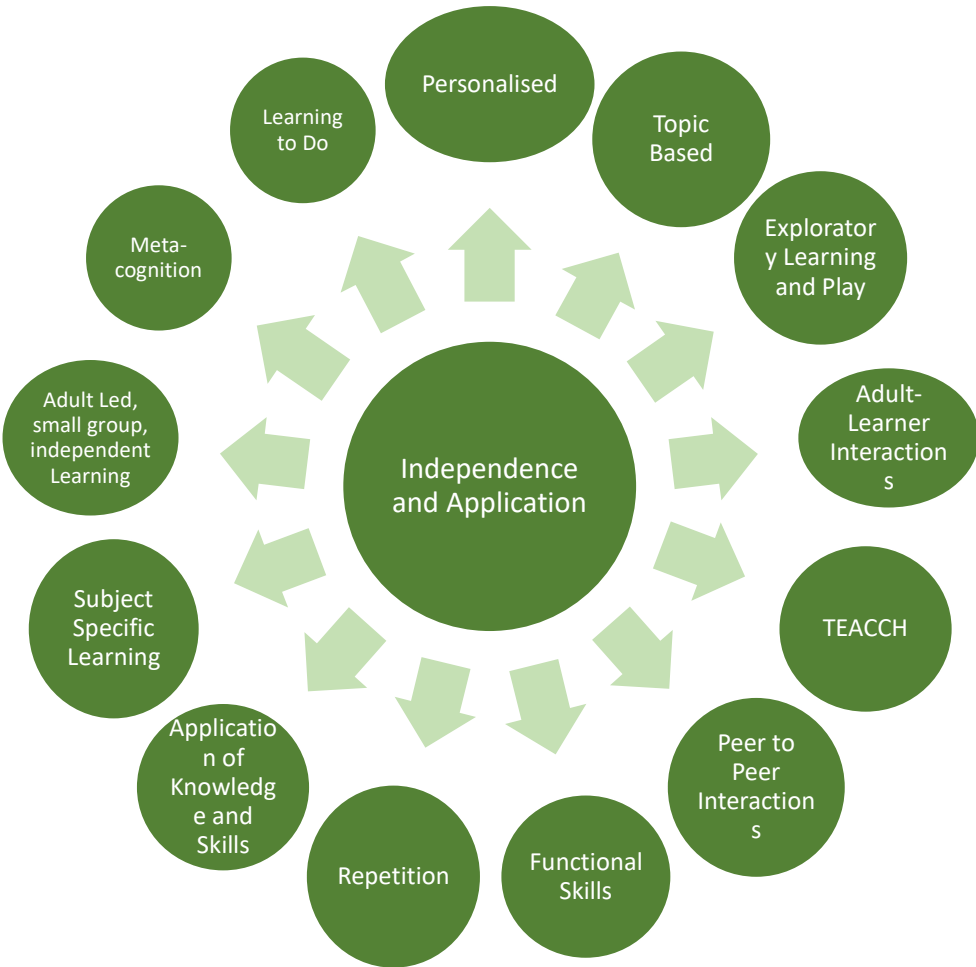 Personalised
Topic
Based
Explorator
y Learning
and Play
Adult-
Learner
Interaction
s
TEACCH
Peer to
Peer
Interaction
s
Functional
Skills
Repetition
Applicatio
n of
Knowledg
e and
Skills
Subject
Specific
Learning
Adult Led,
small group,
independent
Learning
Meta-
cognition
Learning
to Do
Independence
and Application